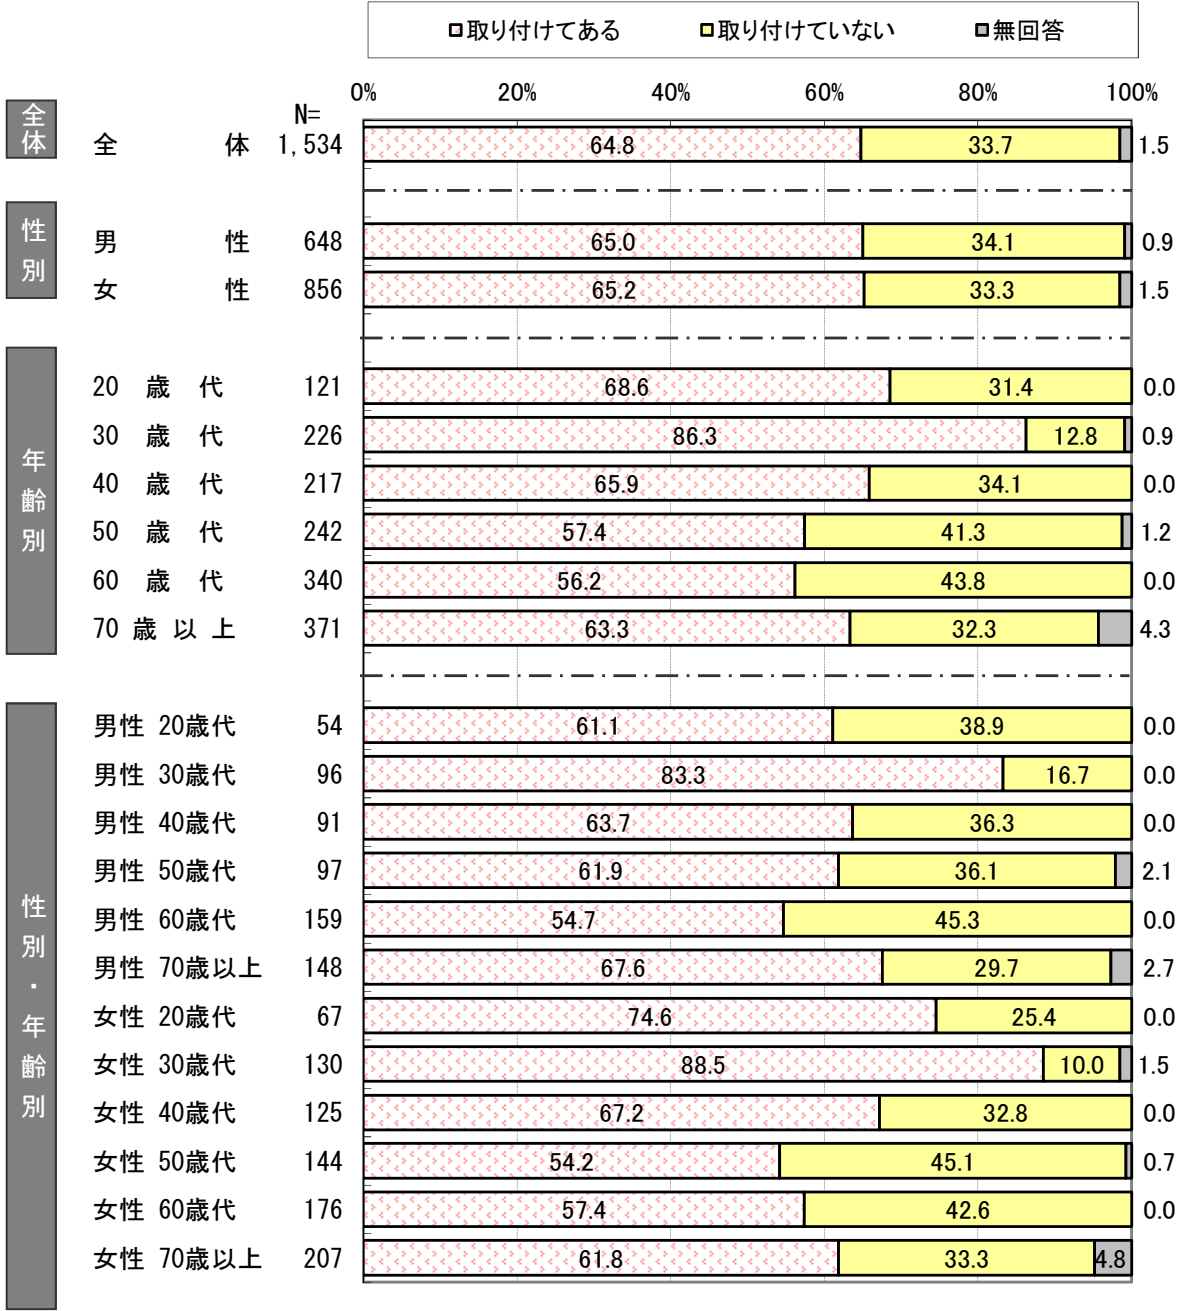 取り付けてある 取り付けていない 無回答
0% 20% 40% 60% 80% 100%
N=
全体
全 体 1,534 64.8 33.7 1.5
性別
男 性 648 65.0 34.1 0.9
女 性 856 65.2 33.3 1.5
年齢別
20 歳 代 121 68.6 31.4 0.0
30 歳 代 226 86.3 12.8 0.9
40 歳 代 217 65.9 34.1 0.0
50 歳 代 242 57.4 41.3 1.2
60 歳 代 340 56.2 43.8 0.0
70 歳 以 上 371 63.3 32.3 4.3
性別・年齢別
男性 20歳代 54 61.1 38.9 0.0
男性 30歳代 96 83.3 16.7 0.0
男性 40歳代 91 63.7 36.3 0.0
男性 50歳代 97 61.9 36.1 2.1
男性 60歳代 159 54.7 45.3 0.0
男性 70歳以上 148 67.6 29.7 2.7
女性 20歳代 67 74.6 25.4 0.0
女性 30歳代 130 88.5 10.0 1.5
女性 40歳代 125 67.2 32.8 0.0
女性 50歳代 144 54.2 45.1 0.7
女性 60歳代 176 57.4 42.6 0.0
女性 70歳以上 207 61.8 33.3 4.8